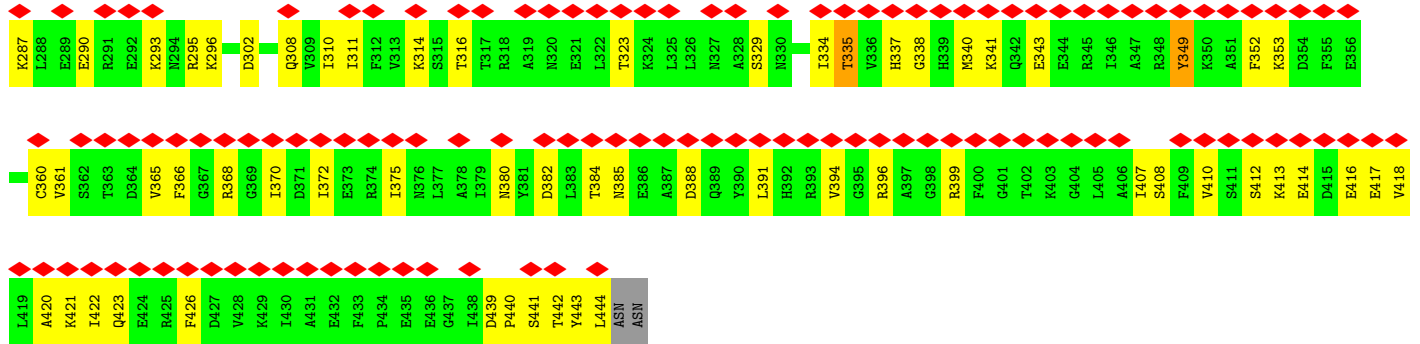 K287 L288 E289 E290 R291 E292 K293 N294 R295 K296 D302 Q308 V309 I310 I311 F312 V313 K314 S315 T316 T317 R318 A319 N320 E321 L322 T323 K324 L325 L326 N327 A328 S329 N330 I334 T335 V336 H337 G338 H339 M340 K341 Q342 E343 E344 R345 I346 A347 R348 Y349 K350 A351 F352 K353 D354 F355 E356
C360 V361 S362 T363 D364 V365 F366 G367 R368 G369 I370 D371 I372 E373 R374 I375 N376 L377 A378 I379 N380 Y381 D382 L383 T384 N385 E386 A387 D388 Q389 Y390 L391 H392 R393 V394 G395 R396 A397 G398 R399 F400 G401 T402 K403 G404 L405 A406 I407 S408 F409 V410 S411 S412 K413 E414 D415 E416 E417 V418
L419 A420 K421 I422 Q423 E424 R425 F426 D427 V428 K429 I430 A431 E432 F433 P434 E435 E436 G437 I438 D439 P440 S441 T442 Y443 L444 ASN ASN